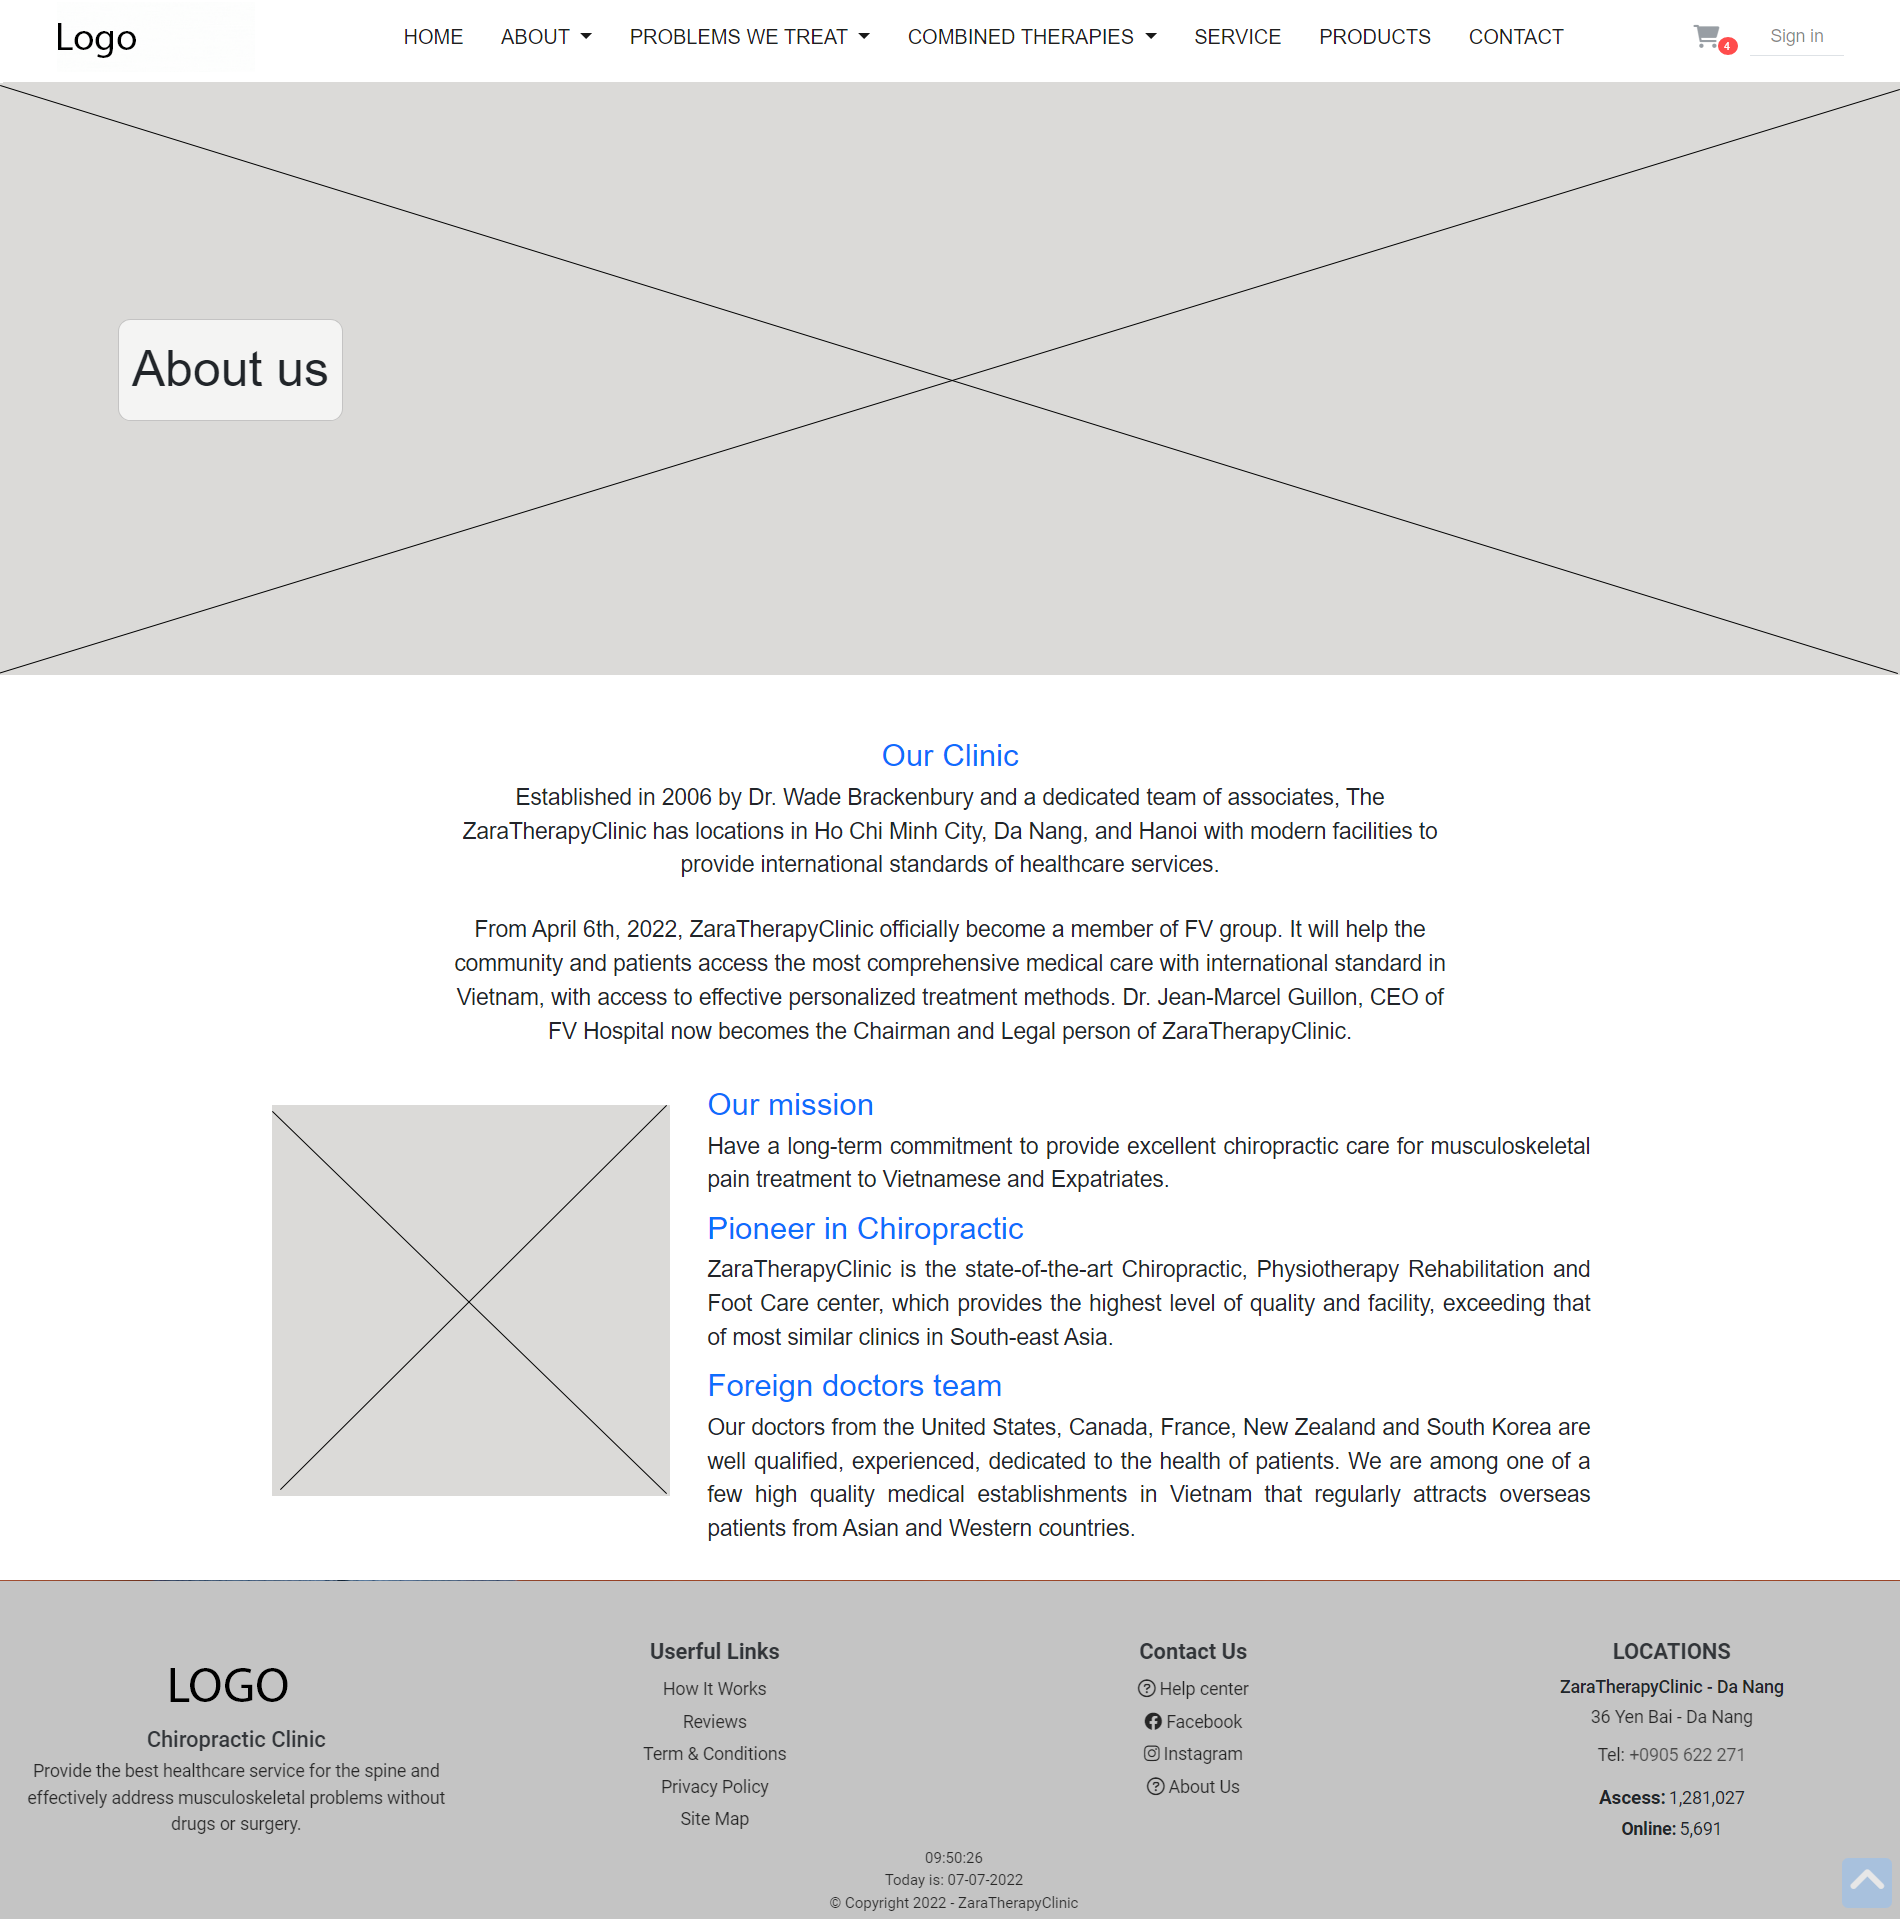 Logo
HOME ABOUT PROBLEMS WE TREAT COMBINED THERAPIES SERVICE PRODUCTS CONTACT
4
Sign in
About us
Our Clinic
Established in 2006 by Dr. Wade Brackenbury and a dedicated team of associates, The
ZaraTherapyClinic has locations in Ho Chi Minh City, Da Nang, and Hanoi with modern facilities to
provide international standards of healthcare services.
From April 6th, 2022, ZaraTherapyClinic officially become a member of FV group. It will help the
community and patients access the most comprehensive medical care with international standard in
Vietnam, with access to effective personalized treatment methods. Dr. Jean-Marcel Guillon, CEO of
FV Hospital now becomes the Chairman and Legal person of ZaraTherapyClinic.
Our mission
Have a long-term commitment to provide excellent chiropractic care for musculoskeletal
pain treatment to Vietnamese and Expatriates.
Pioneer in Chiropractic
ZaraTherapyClinic is the state-of-the-art Chiropractic, Physiotherapy Rehabilitation and
Foot Care center, which provides the highest level of quality and facility, exceeding that
of most similar clinics in South-east Asia.
Foreign doctors team
Our doctors from the United States, Canada, France, New Zealand and South Korea are
well qualified, experienced, dedicated to the health of patients. We are among one of a
few high quality medical establishments in Vietnam that regularly attracts overseas
patients from Asian and Western countries.
LOGO
Chiropractic Clinic
Provide the best healthcare service for the spine and
effectively address musculoskeletal problems without
drugs or surgery.
Userful Links
How It Works
Reviews
Term & Conditions
Privacy Policy
Site Map
Contact Us
Help center
Facebook
Instagram
About Us
LOCATIONS
ZaraTherapyClinic - Da Nang
36 Yen Bai - Da Nang
Tel: +0905 622 271
Ascess: 1,281,027
Online: 5,691
09:50:26
Today is: 07-07-2022
© Copyright 2022 - ZaraTherapyClinic